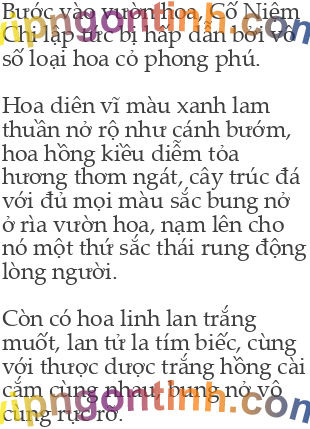 Bước vào vườn hoa, Cố Niệm
Chi lập tức bị hấp dẫn bởi vô
số loại hoa cỏ phong phú.

Hoa diên vĩ màu xanh lam
thuần nở rộ như cánh bướm,
hoa hồng kiều diễm tỏa
hương thơm ngát, cây trúc đá
với đủ mọi màu sắc bung nở
ở rìa vườn hoa, nạm lên cho
nó một thứ sắc thái rung động
lòng người.

Còn có hoa linh lan trắng
muốt, lan tử la tím biếc, cùng
với thược dược trắng hồng cài
cắm cùng nhau, bung nở vô
cùng rực rỡ.
vipngontinh.com
vipngontinh.com